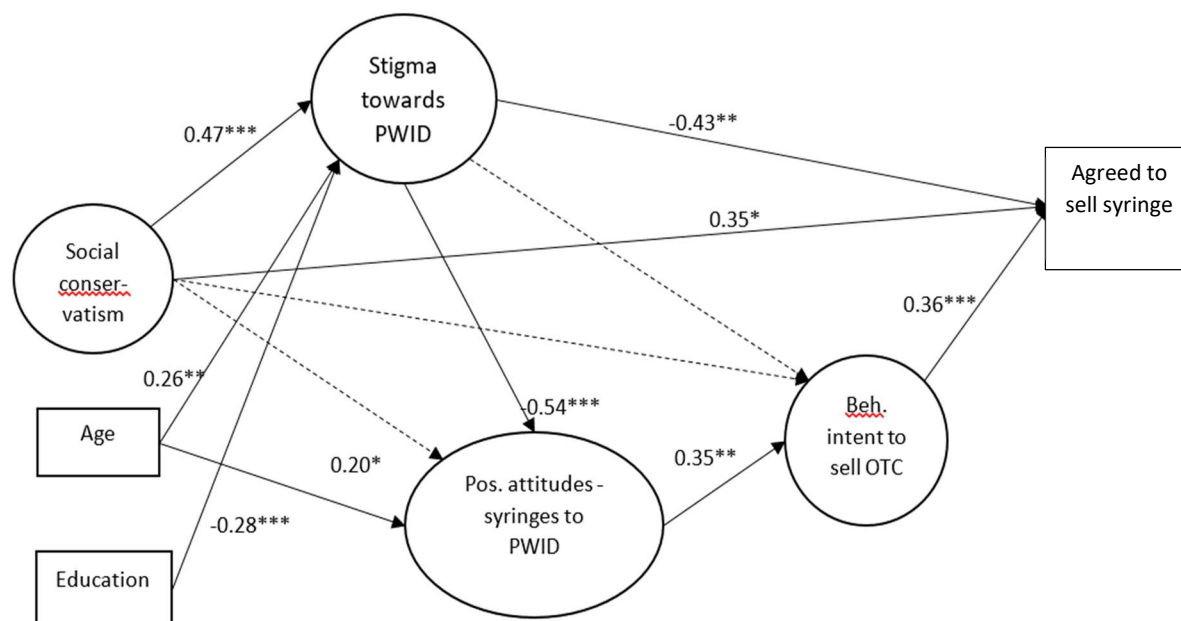 Stigma
towards
PWID
0.47***
-0.43**
Agreed to
sell syringe
0.35*
Social
conser-
vatism
0.36***
0.26**
-0.54***
Beh.
intent to
sell OTC
Age
0.20*
0.35**
Pos. attitudes -
syringes to
PWID
-0.28***
Education